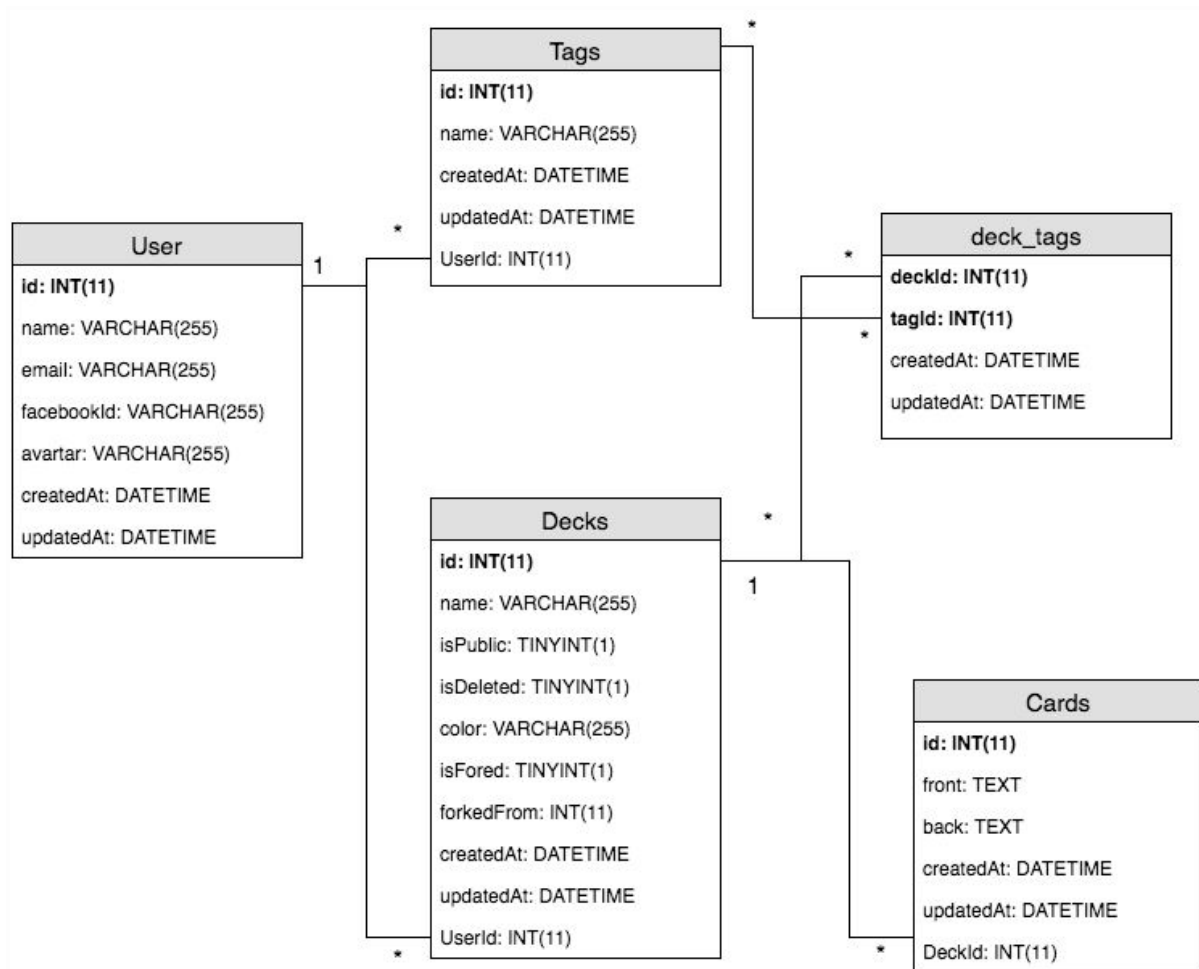 Tags
id: INT(11)
name: VARCHAR(255)
createdAt: DATETIME
updatedAt: DATETIME
UserId: INT(11)
*
*
User
id: INT(11)
name: VARCHAR(255)
email: VARCHAR(255)
facebookId: VARCHAR(255)
avartar: VARCHAR(255)
createdAt: DATETIME
updatedAt: DATETIME
1
deck_tags
deckId: INT(11)
tagId: INT(11)
createdAt: DATETIME
updatedAt: DATETIME
*
*
Decks
id: INT(11)
name: VARCHAR(255)
isPublic: TINYINT(1)
isDeleted: TINYINT(1)
color: VARCHAR(255)
isFored: TINYINT(1)
forkedFrom: INT(11)
createdAt: DATETIME
updatedAt: DATETIME
UserId: INT(11)
*
*
1
Cards
id: INT(11)
front: TEXT
back: TEXT
createdAt: DATETIME
updatedAt: DATETIME
DeckId: INT(11)
*